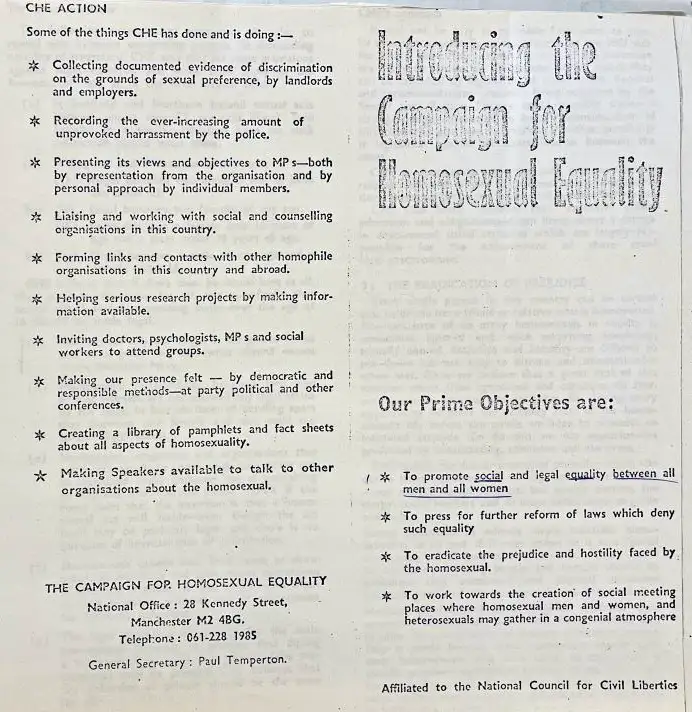 CHE ACTION
Some of the things CHE has done and is doing :—
* Collecting documented evidence of discrimination
on the grounds of sexual preference, by landlords
and employers.
* Recording the ever-increasing amount of
unprovoked harrassment by the police.
* Presenting its views and objectives to MPs—both
by representation from the organisation and by
personal approach by individual members.
* Liaising and working with social and counselling
organisations in this country.
* Forming links and contacts with other homophile
organisations in this country and abroad.
* Helping serious research projects by making infor-
mation available.
* Inviting doctors, psychologists, MPs and social
workers to attend groups.
* Making our presence felt — by democratic and
responsible methods—at party political and other
conferences.
* Creating a library of pamphlets and fact sheets
about all aspects of homosexuality.
* Making Speakers available to talk to other
organisations about the homosexual.
THE CAMPAIGN FOR HOMOSEXUAL EQUALITY
National Office : 28 Kennedy Street,
Manchester M2 4BG.
Telephone : 061-228 1985
General Secretary : Paul Temperton.
Introducing the
Campaign for
Homosexual Equality
Our Prime Objectives are:
* To promote social and legal equality between all
men and all women
* To press for further reform of laws which deny
such equality
* To eradicate the prejudice and hostility faced by
the homosexual.
* To work towards the creation of social meeting
places where homosexual men and women, and
heterosexuals may gather in a congenial atmosphere
Affiliated to the National Council for Civil Liberties